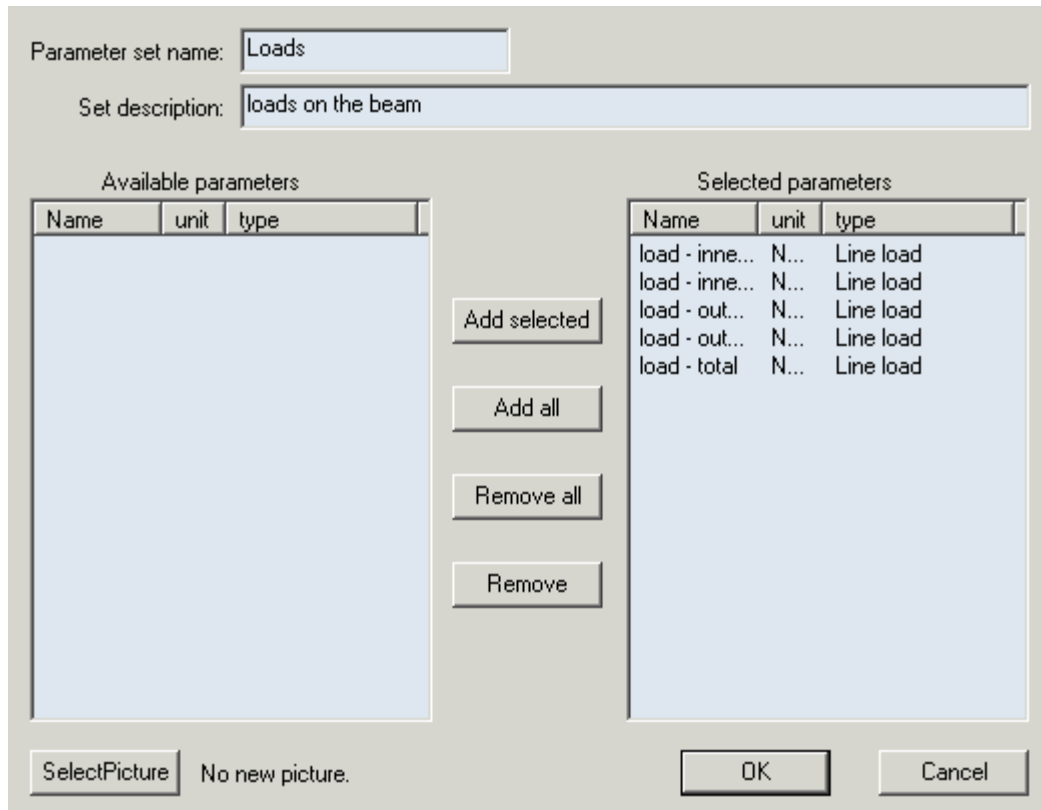 Parameter set name: Loads
Set description: loads on the beam
Available parameters
Name unit type
Selected parameters
Name unit type
load - inne... N... Line load
load - inne... N... Line load
load - out... N... Line load
load - out... N... Line load
load - total N... Line load
Add selected
Add all
Remove all
Remove
SelectPicture No new picture.
OK Cancel